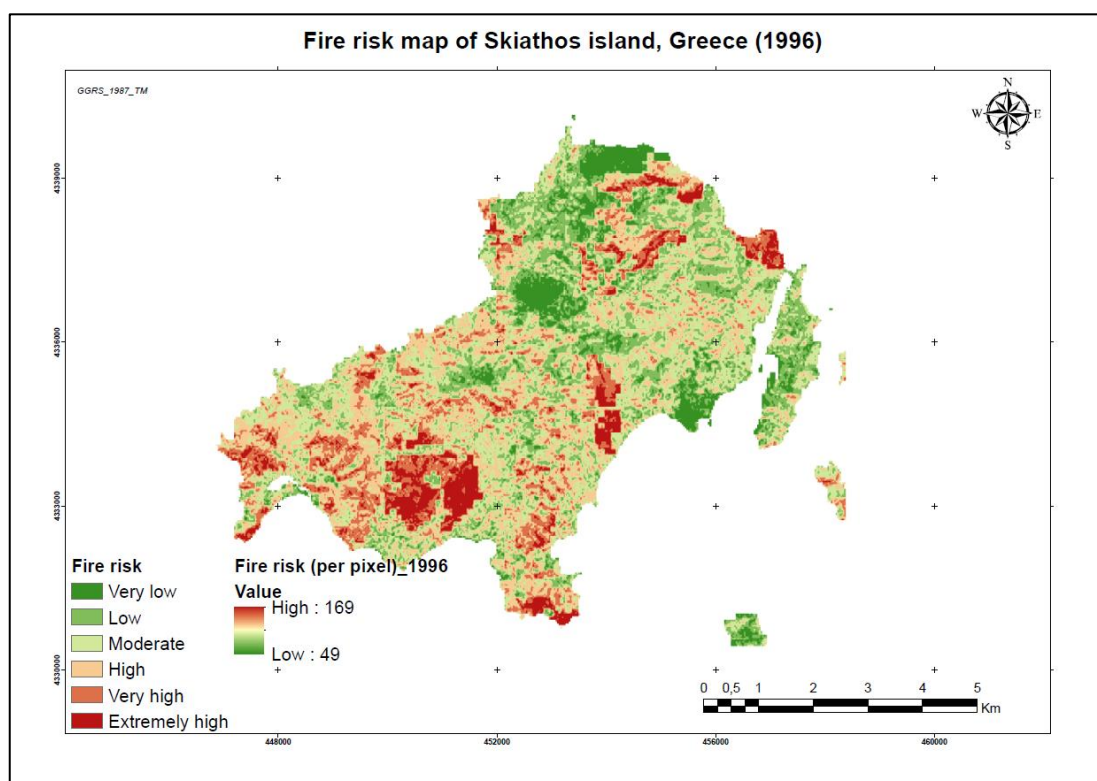 Fire risk map of Skiathos island, Greece (1996)
GGRS_1987_TM
N
W
E
S
4339000
4336000
4333000
4330000
Fire risk
Very low
Low
Moderate
High
Very high
Extremely high
Fire risk (per pixel)_1996
Value
High : 169
Low : 49
0 0,5 1 2 3 4 5
Km
448000 452000 456000 460000